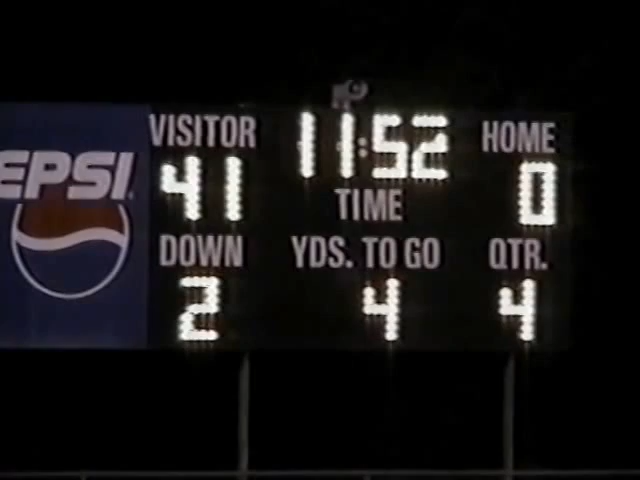 EPSI
VISITOR 11:52 HOME
41 TIME 0
DOWN YDS. TO GO QTR.
2 4 4